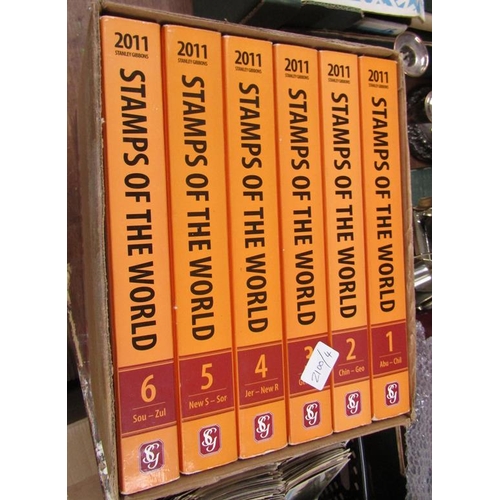 2011
STANLEY GIBBONS
STAMPS OF THE WORLD
6
Sou – Zul
SG
2011
STANLEY GIBBONS
STAMPS OF THE WORLD
5
New S – Sor
SG
2011
STANLEY GIBBONS
STAMPS OF THE WORLD
4
Jer – New R
SG
2011
STANLEY GIBBONS
STAMPS OF THE WORLD
3
2100/4
SG
2011
STANLEY GIBBONS
STAMPS OF THE WORLD
2
Chin – Geo
SG
2011
STANLEY GIBBONS
STAMPS OF THE WORLD
1
Abu – Chil
SG